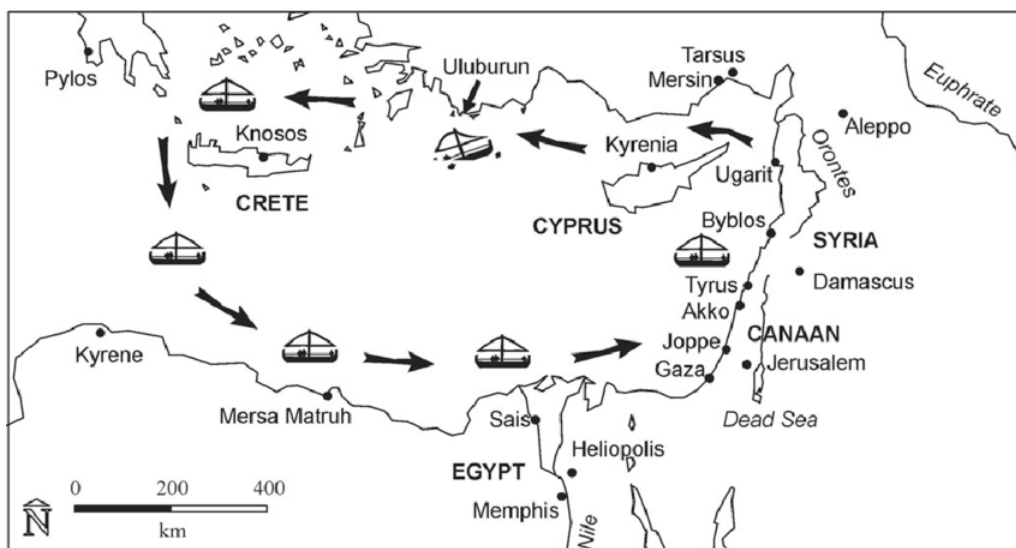 Tarsus
Uluburun
Mersin
Pylos
Euphrate
Aleppo
Knosos
Kyrenia
Orontes
Ugarit
CRETE
CYPRUS
Byblos
SYRIA
Tyrus
Damascus
Akko
Kyrene
Joppe
CANAAN
Gaza
Jerusalem
Mersa Matruh
Sais
Dead Sea
Heliopolis
EGYPT
0 200 400
km
Memphis
Nile
N